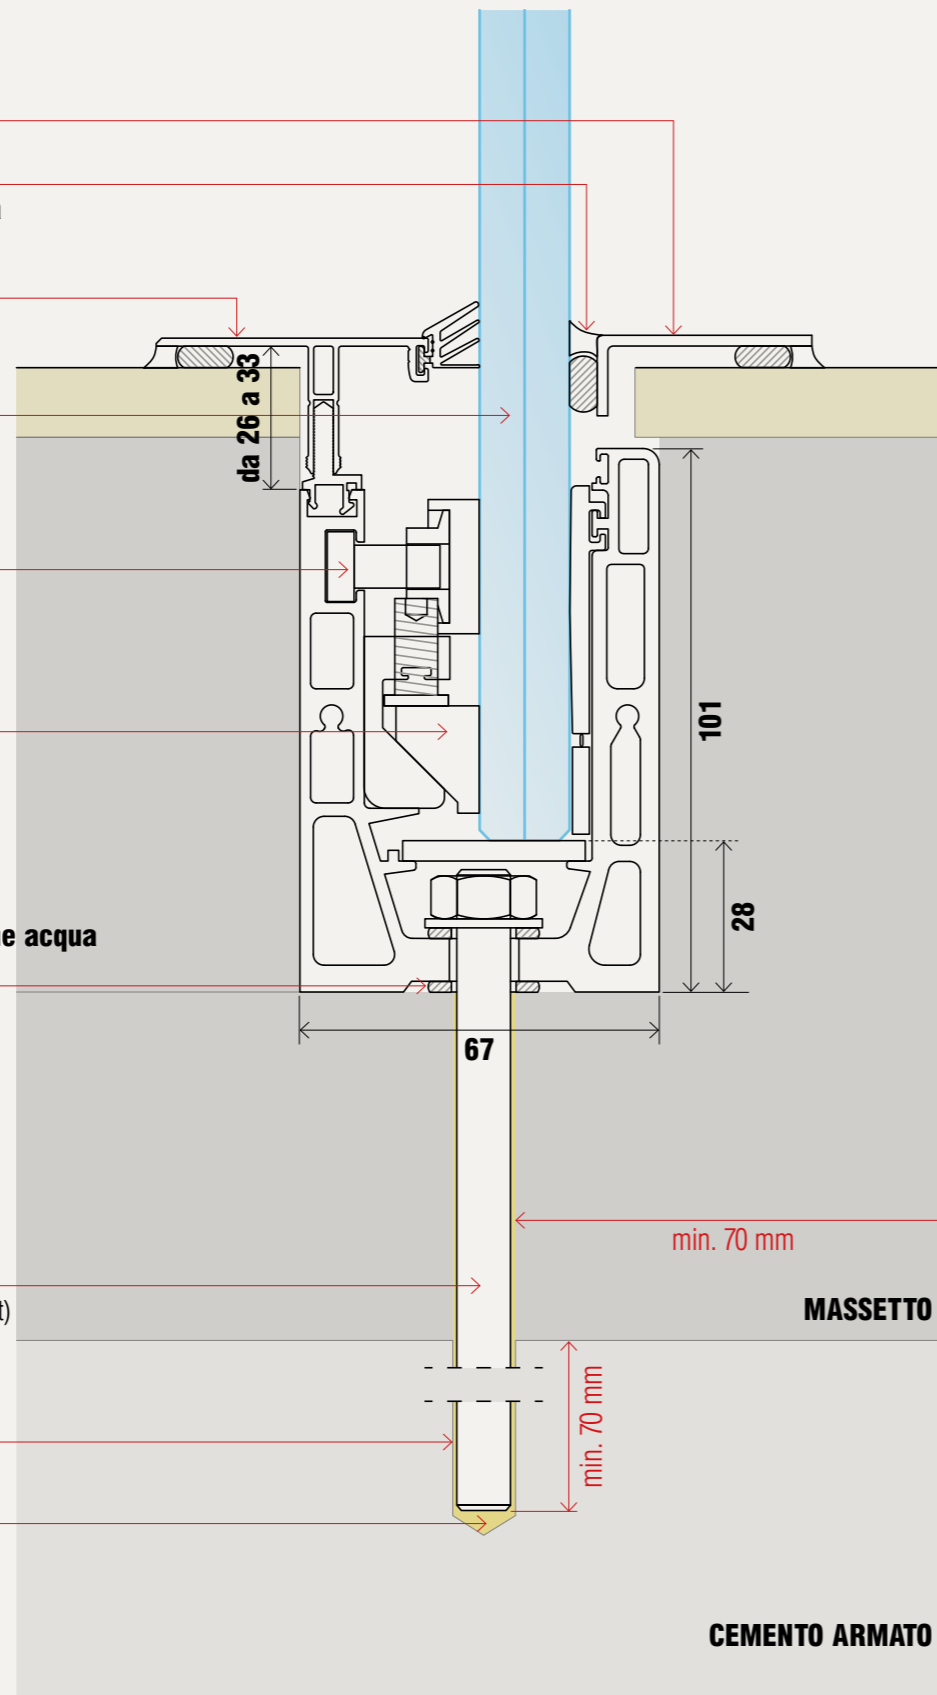 da 26 a 33
101
28
e acqua
67
min. 70 mm
t)
MASSETTO
min. 70 mm
CEMENTO ARMATO